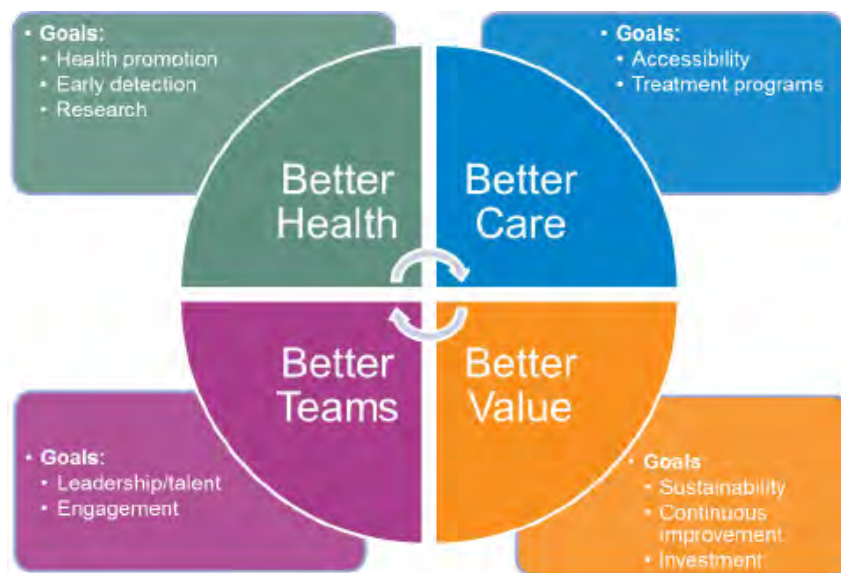 • Goals:
• Health promotion
• Early detection
• Research
• Goals:
• Accessibility
• Treatment programs
Better
Health
Better
Care
Better
Teams
Better
Value
• Goals:
• Leadership/talent
• Engagement
• Goals
• Sustainability
• Continuous
improvement
• Investment